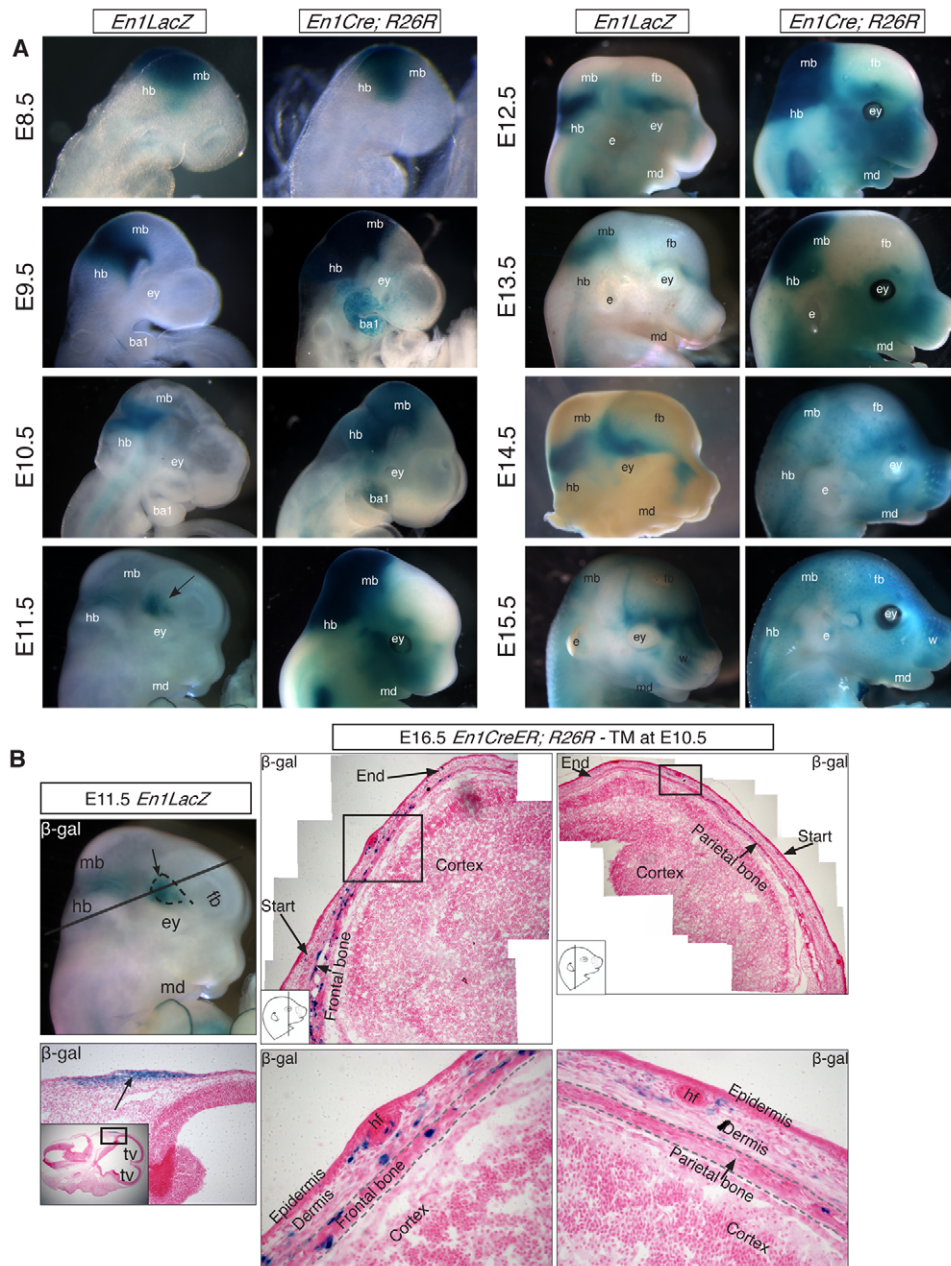 En1LacZ
En1Cre; R26R
En1LacZ
En1Cre; R26R
A
E8.5
mb
hb
mb
hb
E12.5
mb
fb
hb
e
ey
md
mb
fb
hb
ey
md
E9.5
mb
hb
ey
ba1
mb
hb
ey
ba1
E13.5
mb
fb
hb
ey
e
md
mb
fb
hb
ey
e
md
E10.5
mb
hb
ey
ba1
mb
hb
ey
ba1
E14.5
mb
fb
ey
hb
md
mb
fb
hb
ey
e
md
E11.5
mb
hb
ey
md
mb
hb
ey
md
E15.5
mb
fb
e
ey
w
md
mb
fb
hb
e
ey
w
md
B
E16.5 En1CreER; R26R - TM at E10.5
E11.5 En1LacZ
β-gal
mb
hb
fb
ey
md
β-gal
End
Cortex
Start
Frontal bone
β-gal
End
Start
Parietal bone
Cortex
β-gal
tv
tv
β-gal
hf
Epidermis
Dermis
Frontal bone
Cortex
β-gal
hf
Epidermis
Dermis
Parietal bone
Cortex